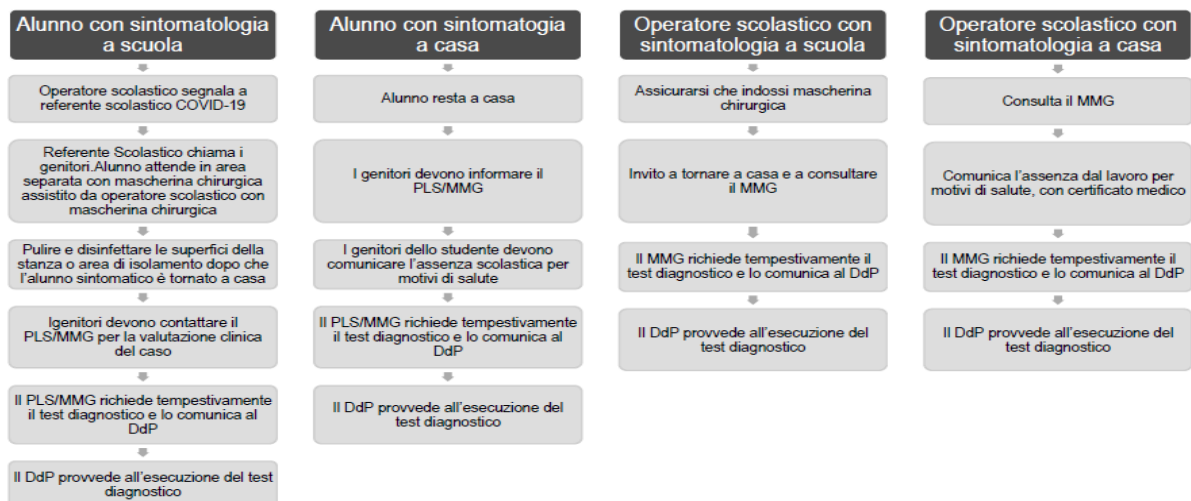 Alunno con sintomatologia
a scuola
Operatore scolastico segnala a
referente scolastico COVID-19
Referente Scolastico chiama i
genitori.Alunno attende in area
separata con mascherina chirurgica
assistito da operatore scolastico con
mascherina chirurgica
Pulire e disinfettare le superfici della
stanza o area di isolamento dopo che
l'alunno sintomatico è tornato a casa
Igenitori devono contattare il
PLS/MMG per la valutazione clinica
del caso
Il PLS/MMG richiede tempestivamente
il test diagnostico e lo comunica al
DdP
Il DdP provvede all'esecuzione del test
diagnostico
Alunno con sintomatogia
a casa
Alunno resta a casa
I genitori devono informare il
PLS/MMG
I genitori dello studente devono
comunicare l'assenza scolastica per
motivi di salute
Il PLS/MMG richiede tempestivamente
il test diagnostico e lo comunica al
DdP
Il DdP provvede all'esecuzione del
test diagnostico
Operatore scolastico con
sintomatologia a scuola
Assicurarsi che indossi mascherina
chirurgica
Invito a tornare a casa e a consultare
il MMG
Il MMG richiede tempestivamente il
test diagnostico e lo comunica al DdP
Il DdP provvede all'esecuzione del
test diagnostico
Operatore scolastico con
sintomatologia a casa
Consulta il MMG
Comunica l'assenza dal lavoro per
motivi di salute, con certificato medico
Il MMG richiede tempestivamente il
test diagnostico e lo comunica al DdP
Il DdP provvede all'esecuzione del
test diagnostico